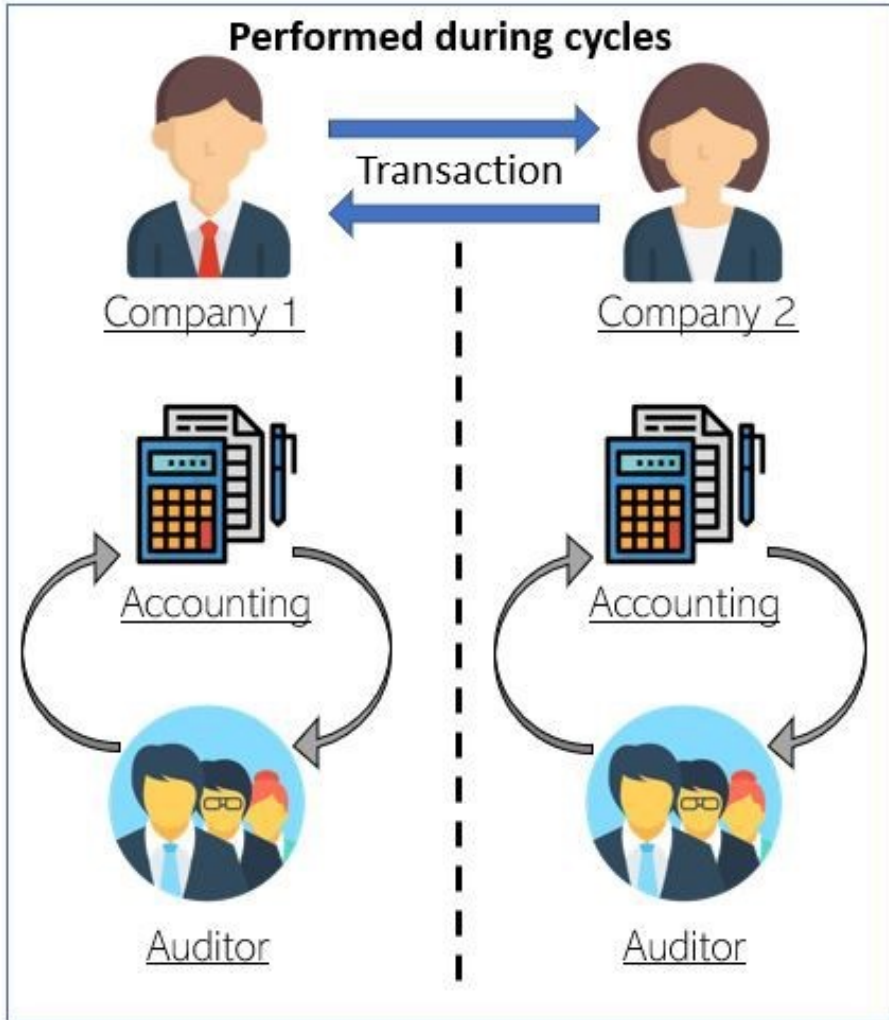 Performed during cycles
Transaction
Company 1
Company 2
Accounting
Accounting
Auditor
Auditor